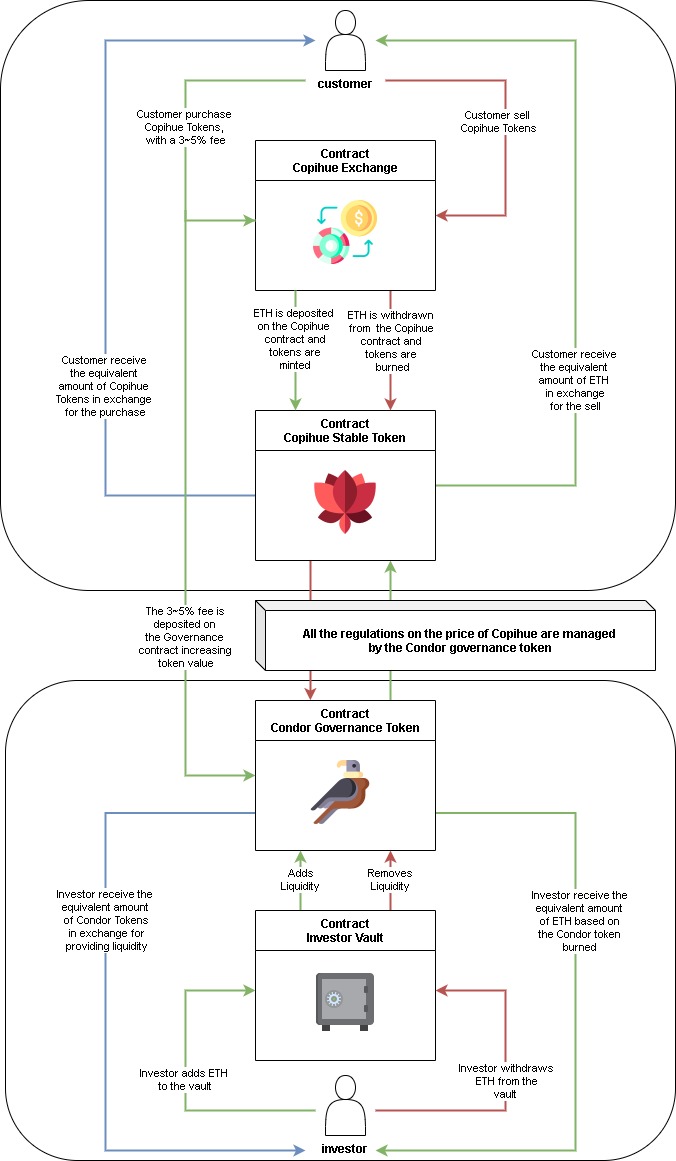 customer
Customer purchase
Copihue Tokens,
with a 3~5% fee
Customer sell
Copihue Tokens
Contract
Copihue Exchange
$
ETH is deposited
on the Copihue
contract and
tokens are
minted
ETH is withdrawn
from the Copihue
contract and
tokens are
burned
Customer receive
the equivalent
amount of Copihue
Tokens in exchange
for the purchase
Customer receive
the equivalent
amount of ETH
in exchange
for the sell
Contract
Copihue Stable Token
The 3~5% fee is
deposited on
the Governance
contract increasing
token value
All the regulations on the price of Copihue are managed
by the Condor governance token
Contract
Condor Governance Token
Adds
Liquidity
Removes
Liquidity
Investor receive the
equivalent amount
of Condor Tokens
in exchange for
providing liquidity
Investor receive the
equivalent amount
of ETH based on
the Condor token
burned
Contract
Investor Vault
Investor adds ETH
to the vault
Investor withdraws
ETH from the
vault
investor